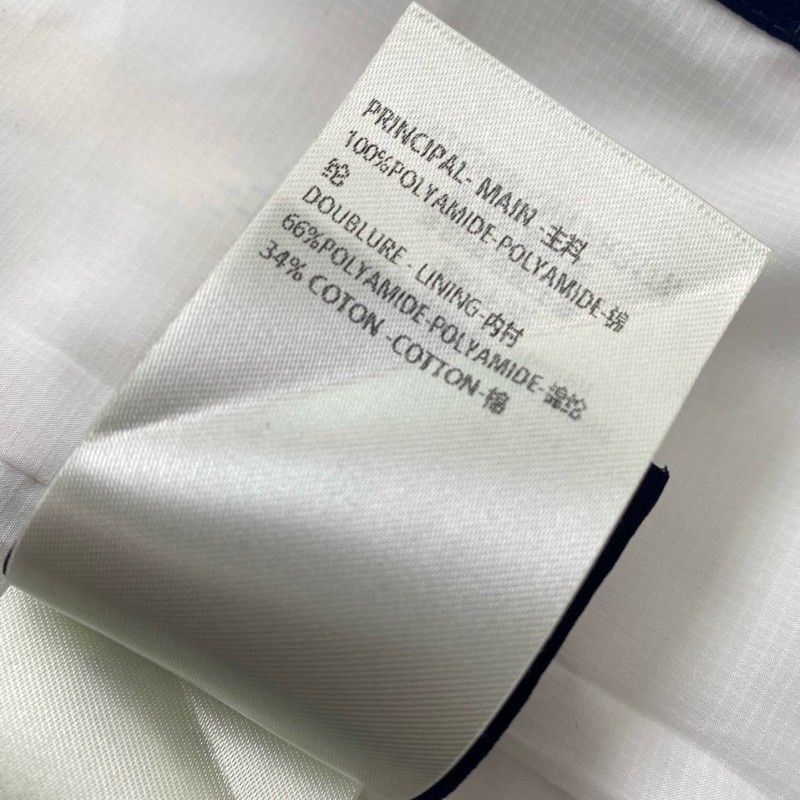 PRINCIPAL- MAIN -主料
100%POLYAMIDE-POLYAMIDE-锦
纶
DOUBLURE - LINING-内衬
66%POLYAMIDE-POLYAMIDE-锦纶
34% COTON -COTTON-棉